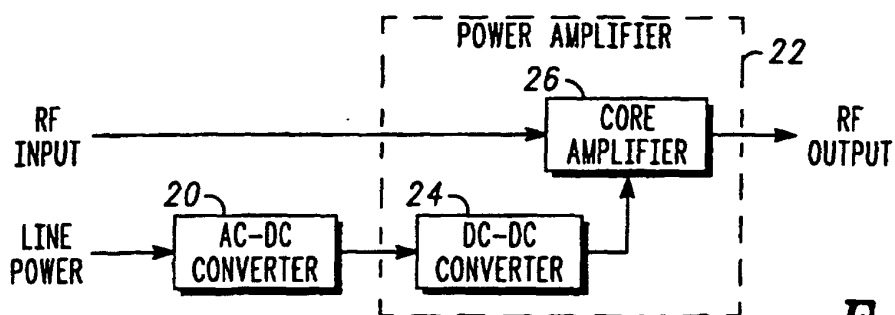 POWER AMPLIFIER
22
26
RF
INPUT
CORE
AMPLIFIER
RF
OUTPUT
20
24
LINE
POWER
AC-DC
CONVERTER
DC-DC
CONVERTER